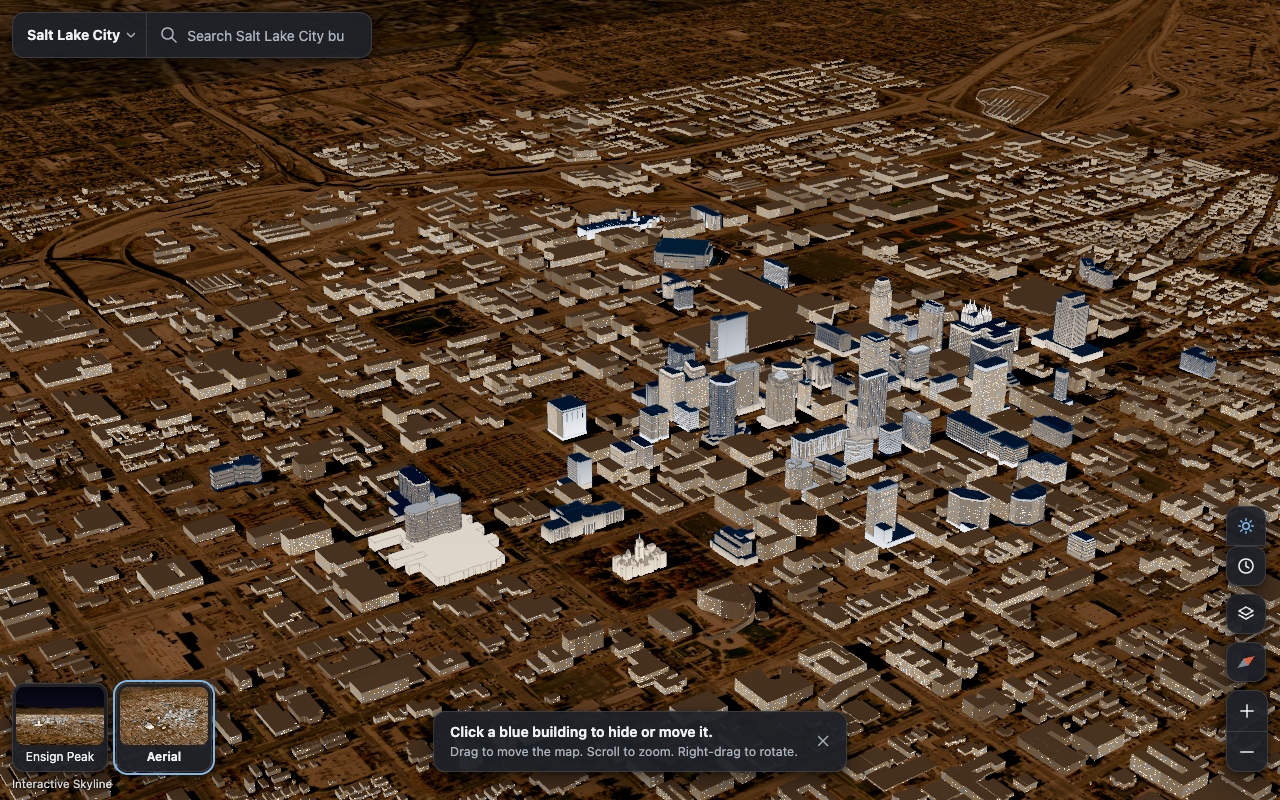 Salt Lake City
Search Salt Lake City bu
Ensign Peak
Aerial
Interactive Skyline
Click a blue building to hide or move it.
Drag to move the map. Scroll to zoom. Right-drag to rotate.